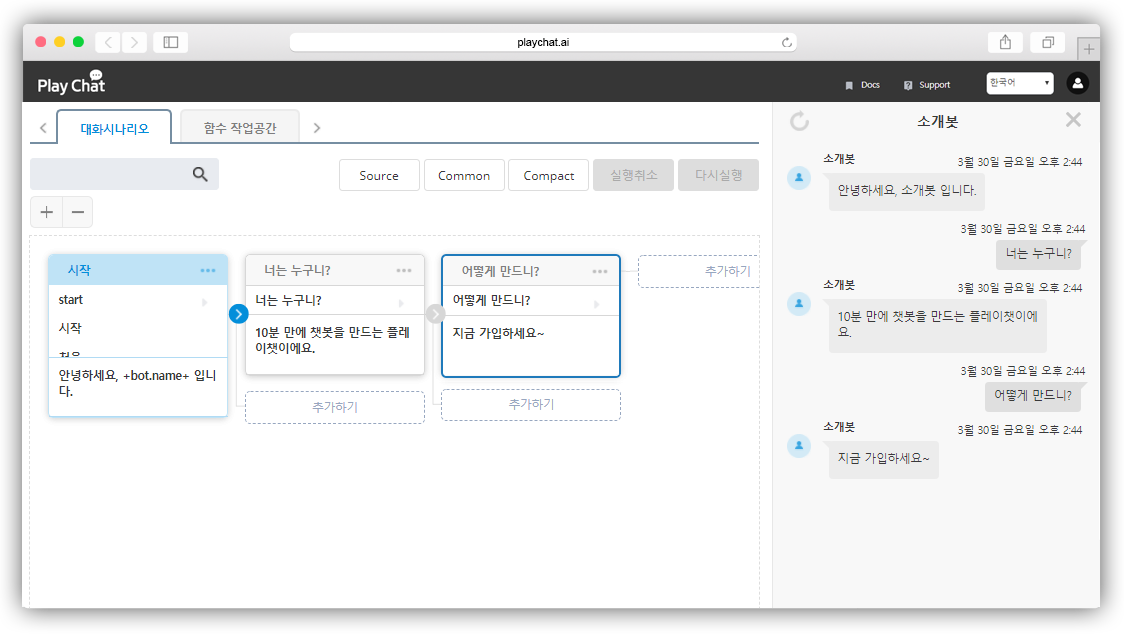 playchat.ai
Play Chat
Docs
Support
한국어
대화시나리오
함수 작업공간
Source
Common
Compact
실행취소
다시실행
시작
start
시작
처음
안녕하세요, +bot.name+ 입니
다.
너는 누구니?
너는 누구니?
10분 만에 챗봇을 만드는 플레
이챗이에요.
추가하기
어떻게 만드니?
어떻게 만드니?
지금 가입하세요~
추가하기
추가하기
소개봇
소개봇
3월 30일 금요일 오후 2:44
안녕하세요, 소개봇 입니다.
3월 30일 금요일 오후 2:44
너는 누구니?
소개봇
3월 30일 금요일 오후 2:44
10분 만에 챗봇을 만드는 플레이챗이에
요.
3월 30일 금요일 오후 2:44
어떻게 만드니?
소개봇
3월 30일 금요일 오후 2:44
지금 가입하세요~